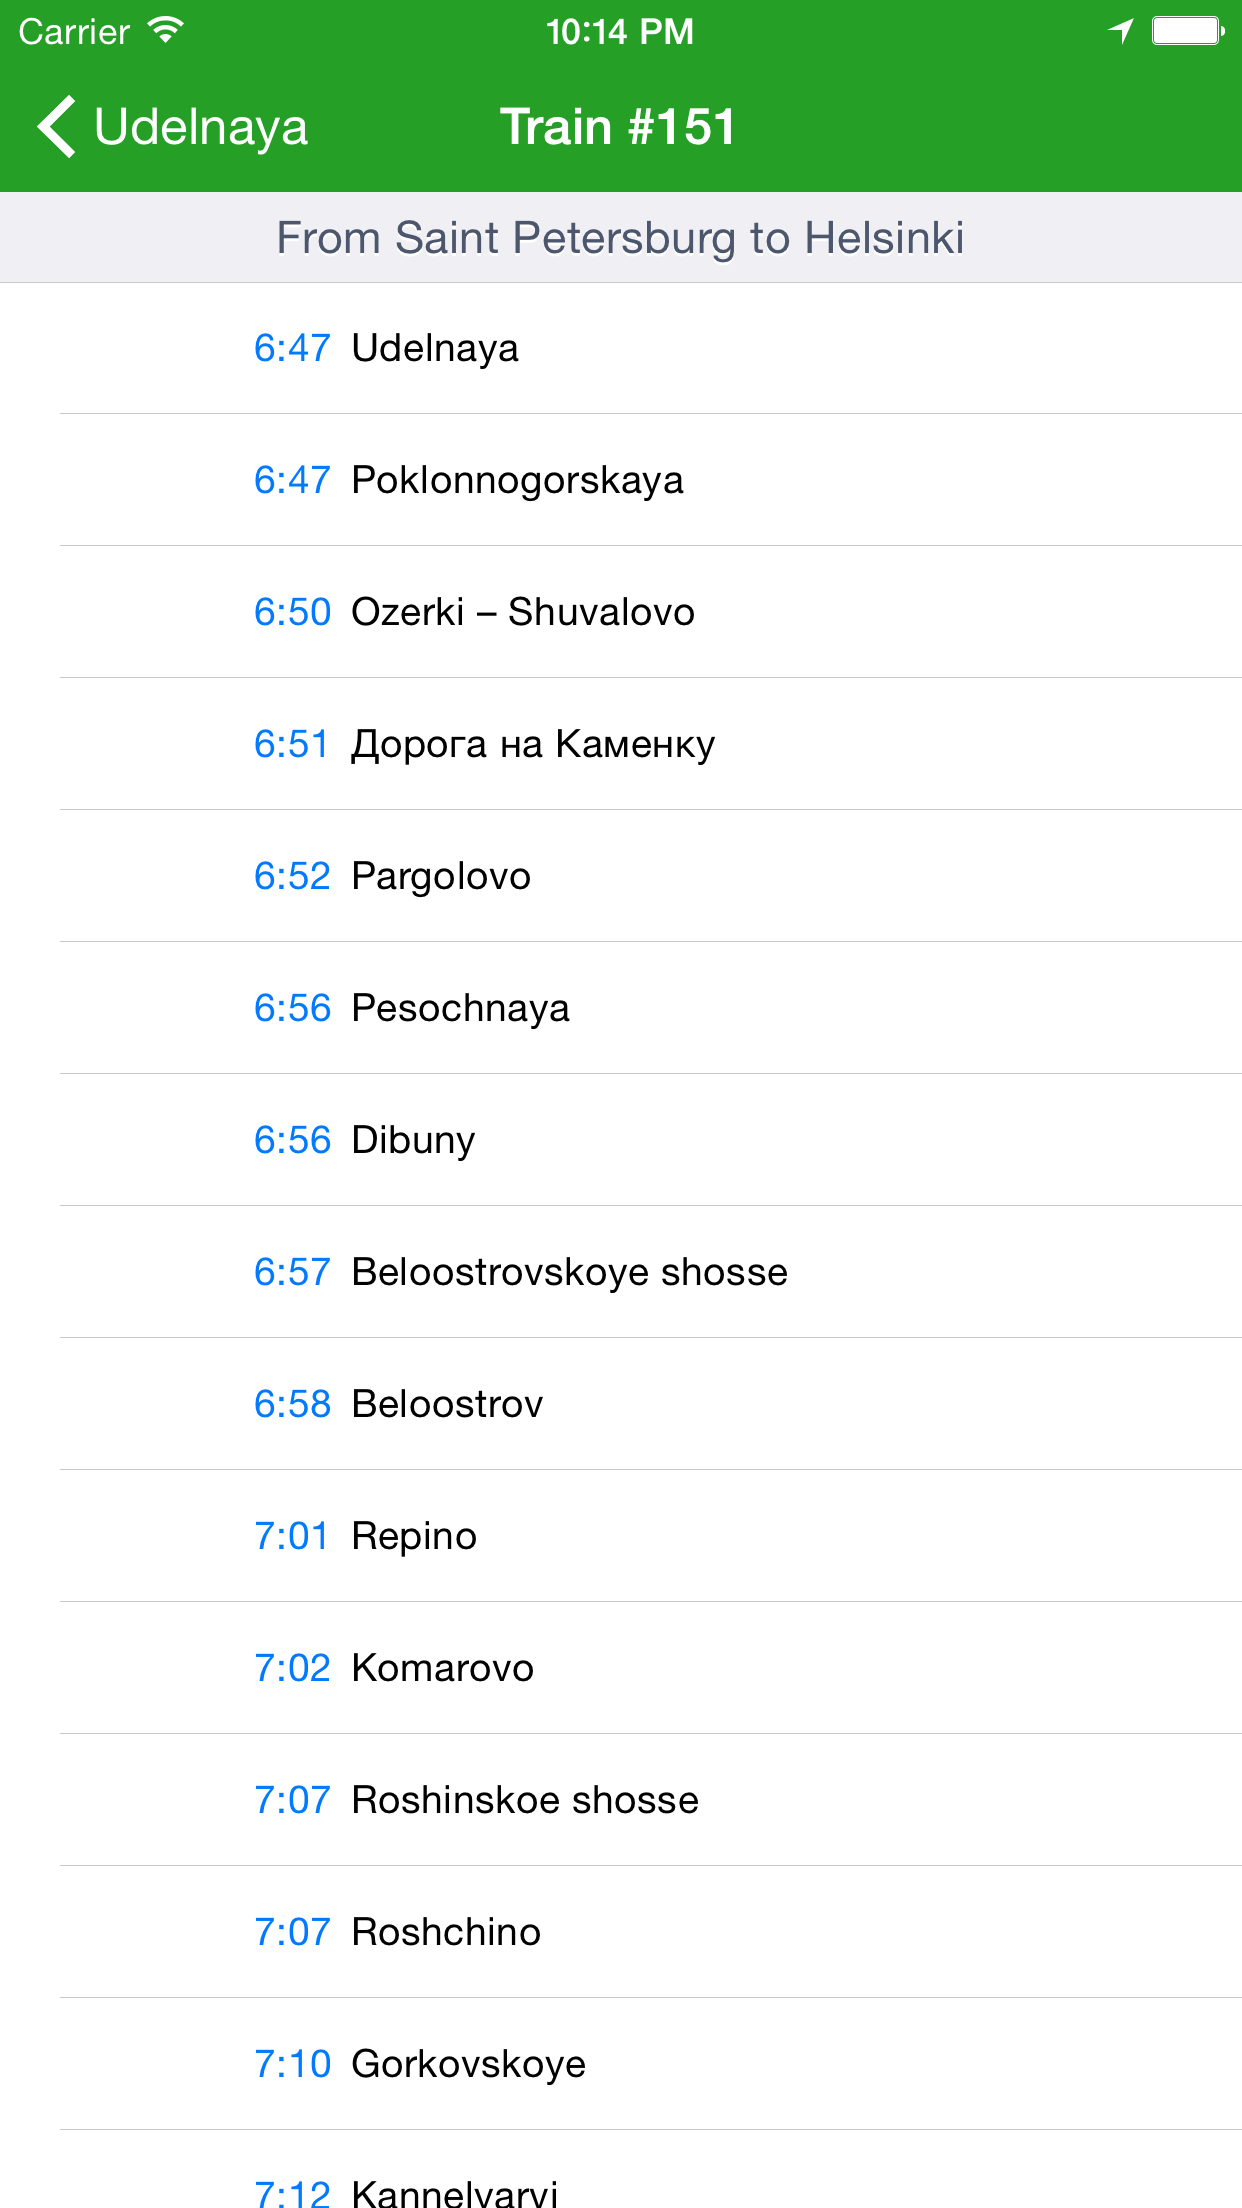 Carrier 10:14 PM
Udelnaya Train #151
From Saint Petersburg to Helsinki
6:47 Udelnaya
6:47 Poklonnogorskaya
6:50 Ozerki – Shuvalovo
6:51 Дорога на Каменку
6:52 Pargolovo
6:56 Pesochnaya
6:56 Dibuny
6:57 Beloostrovskoye shosse
6:58 Beloostrov
7:01 Repino
7:02 Komarovo
7:07 Roshinskoe shosse
7:07 Roshchino
7:10 Gorkovskoye
7:12 Kannelyarvi